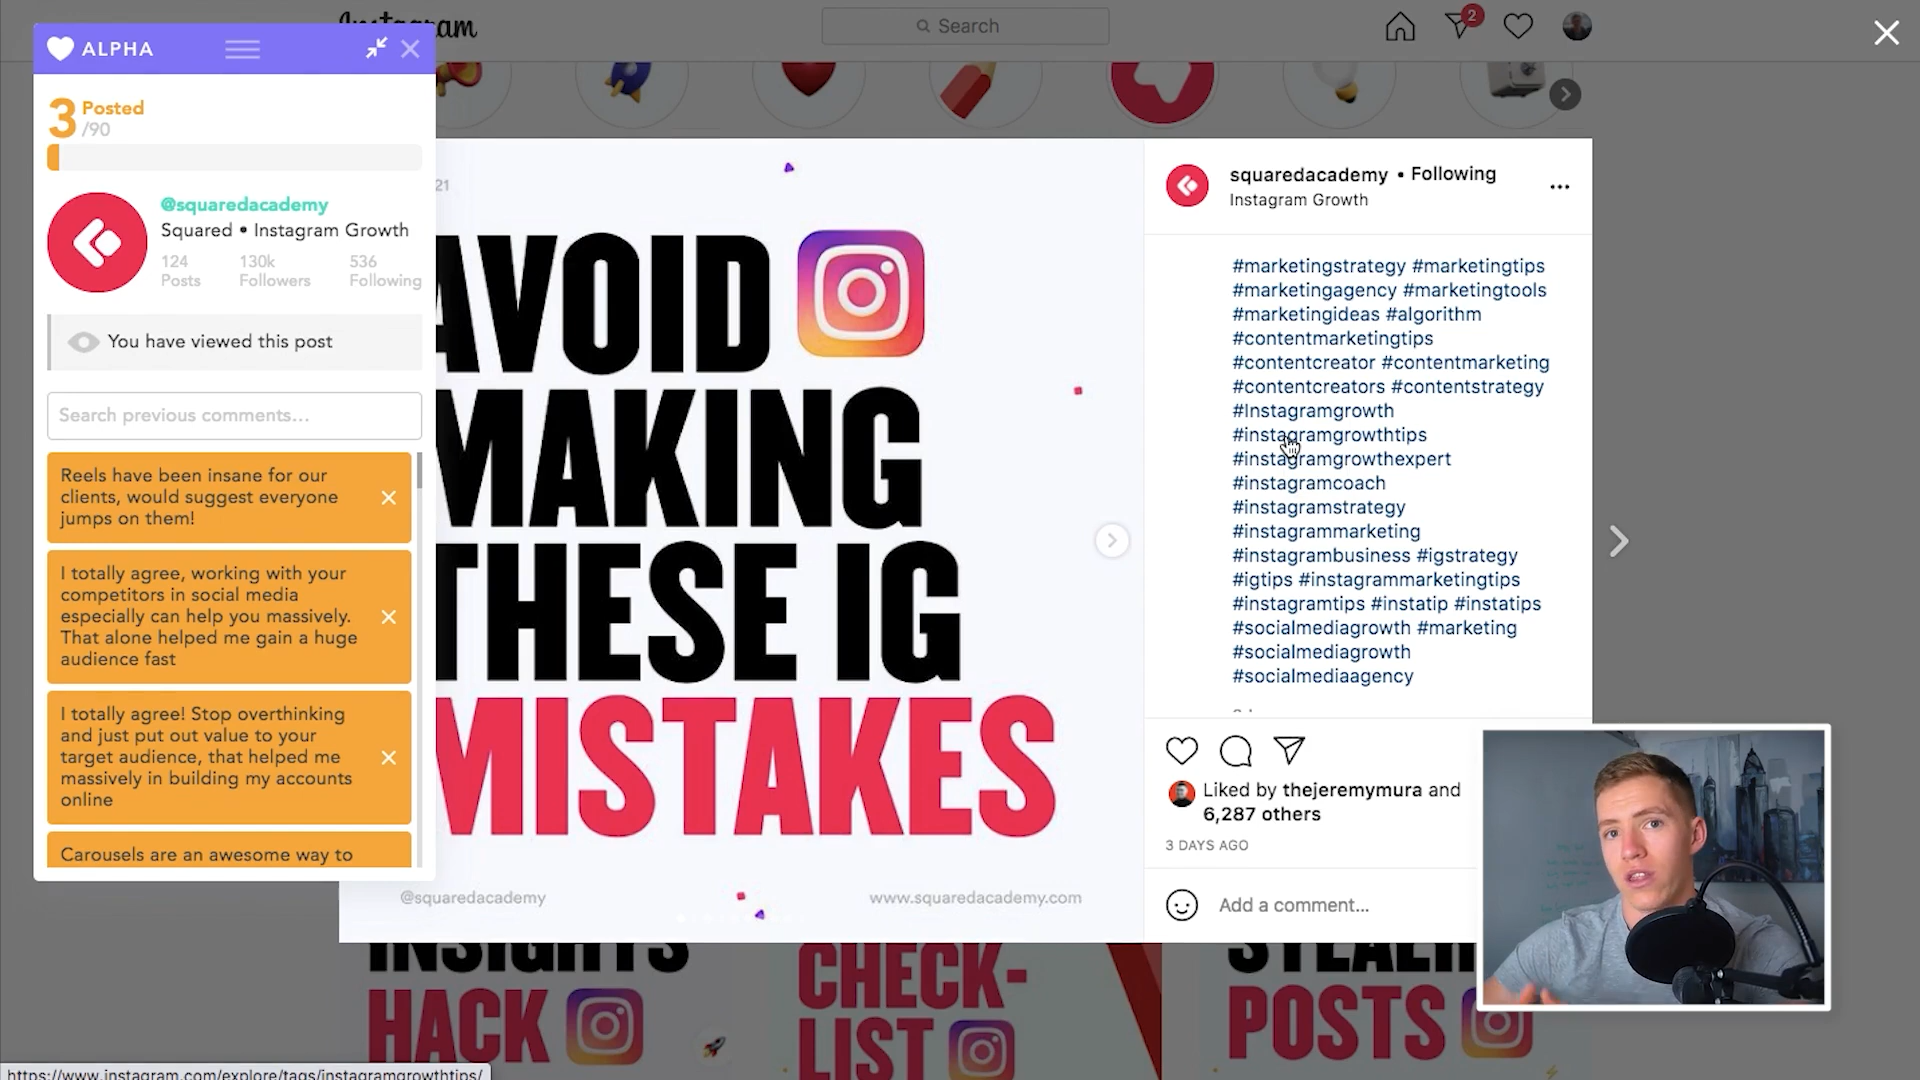 Instagram
Search
2
ALPHA
3 Posted
/90
@squaredacademy
Squared • Instagram Growth
124 130k 536
Posts Followers Following
You have viewed this post
Search previous comments...
Reels have been insane for our
clients, would suggest everyone
jumps on them!
I totally agree, working with your
competitors in social media
especially can help you massively.
That alone helped me gain a huge
audience fast
I totally agree! Stop overthinking
and just put out value to your
target audience, that helped me
massively in building my accounts
online
Carousels are an awesome way to
21
AVOID
MAKING
THESE IG
MISTAKES
@squaredacademy
www.squaredacademy.com
squaredacademy • Following
Instagram Growth
#marketingstrategy #marketingtips
#marketingagency #marketingtools
#marketingideas #algorithm
#contentmarketingtips
#contentcreator #contentmarketing
#contentcreators #contentstrategy
#Instagramgrowth
#instagramgrowthtips
#instagramgrowthexpert
#instagramcoach
#instagramstrategy
#instagrammarketing
#instagrambusiness #igstrategy
#igtips #instagrammarketingtips
#instagramtips #instatip #instatips
#socialmediagrowth #marketing
#socialmediagrowth
#socialmediaagency
Liked by thejeremymura and
6,287 others
3 DAYS AGO
Add a comment...
INSIGHTS
HACK
CHECK-
LIST
POSTS
https://www.instagram.com/explore/tags/instagramgrowthtips/